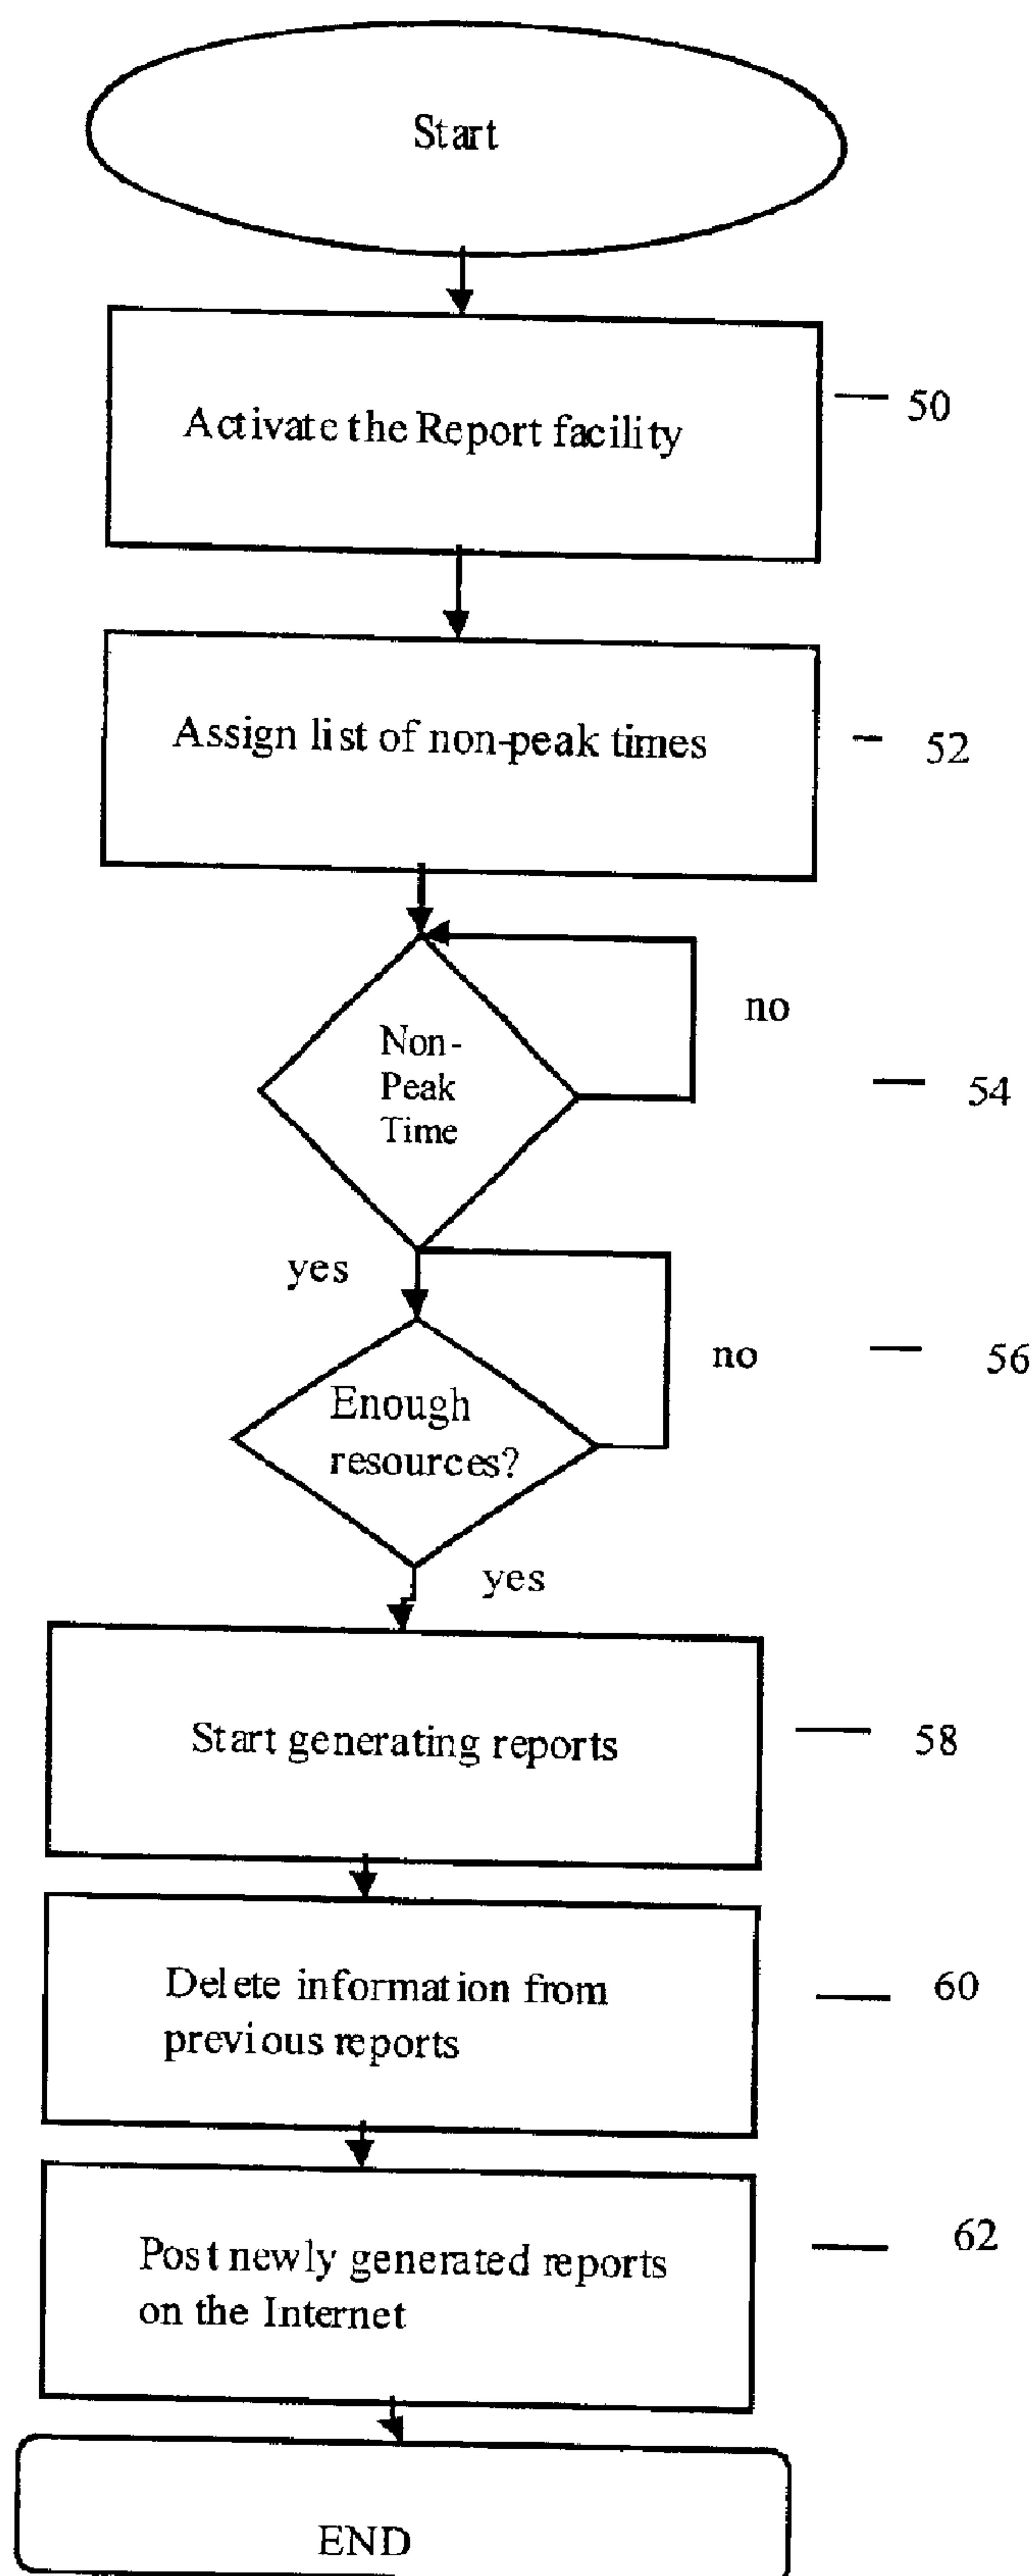 Start
Activate the Report facility
50
Assign list of non-peak times
52
no
Non-
Peak
Time
54
yes
no
56
Enough
resources?
yes
Start generating reports
58
Delete information from
previous reports
60
Post newly generated reports
on the Internet
62
END